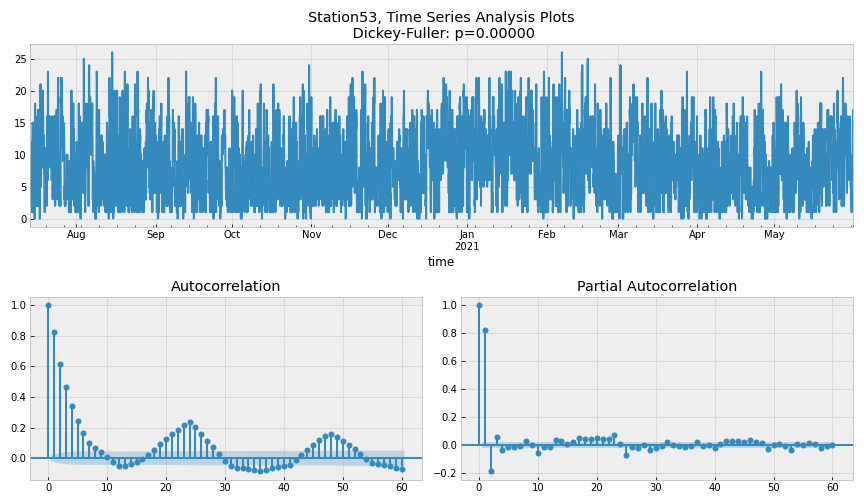 Station53, Time Series Analysis Plots
Dickey-Fuller: p=0.00000
25
20
15
10
5
0
Aug Sep Oct Nov Dec Jan Feb Mar Apr May
2021
time
Autocorrelation Partial Autocorrelation
1.0
0.8
0.6
0.4
0.2
0.0
0 10 20 30 40 50 60
1.0
0.8
0.6
0.4
0.2
0.0
−0.2
0 10 20 30 40 50 60